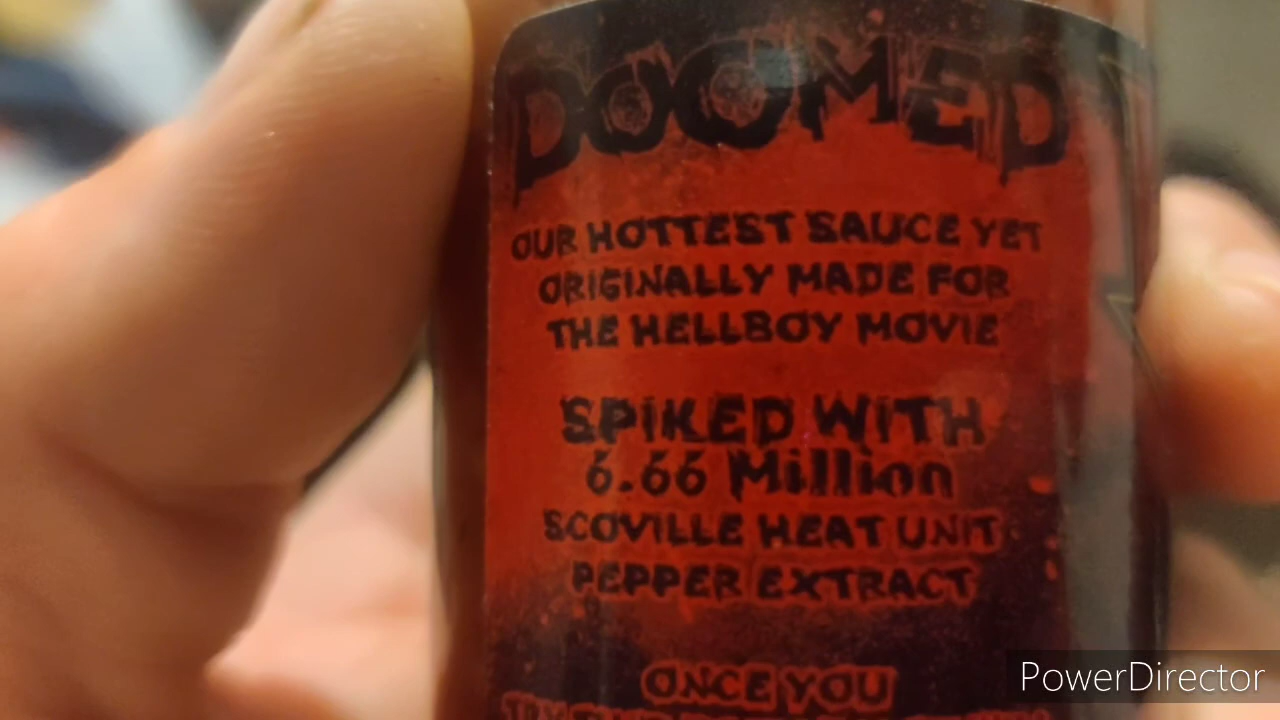 DOOMED
OUR HOTTEST SAUCE YET
ORIGINALLY MADE FOR
THE HELLBOY MOVIE
SPIKED WITH
6.66 Million
SCOVILLE HEAT UNIT
PEPPER EXTRACT
ONCE YOU
PowerDirector